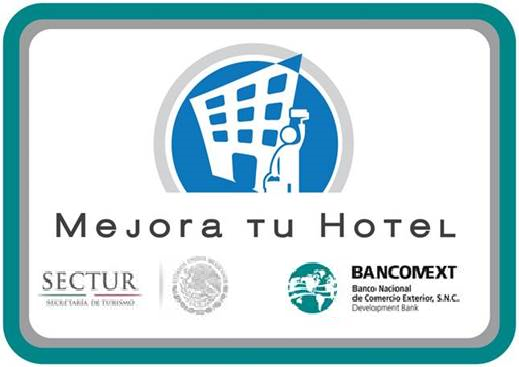 MEJORA TU HOTEL
SECTUR
SECRETARÍA DE TURISMO
BANCOMEXT
Banco Nacional
de Comercio Exterior, S.N.C.
Development Bank